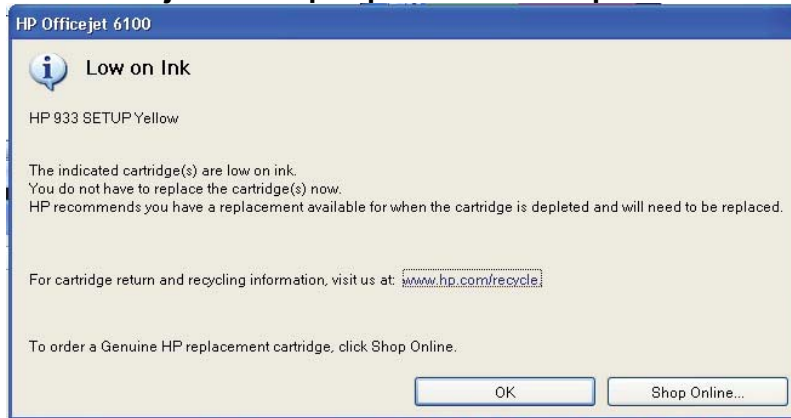 HP Officejet 6100
Low on Ink
HP 933 SETUP Yellow
The indicated cartridge(s) are low on ink.
You do not have to replace the cartridge(s) now.
HP recommends you have a replacement available for when the cartridge is depleted and will need to be replaced.
For cartridge return and recycling information, visit us at: www.hp.com/recycle.
To order a Genuine HP replacement cartridge, click Shop Online.
OK
Shop Online...